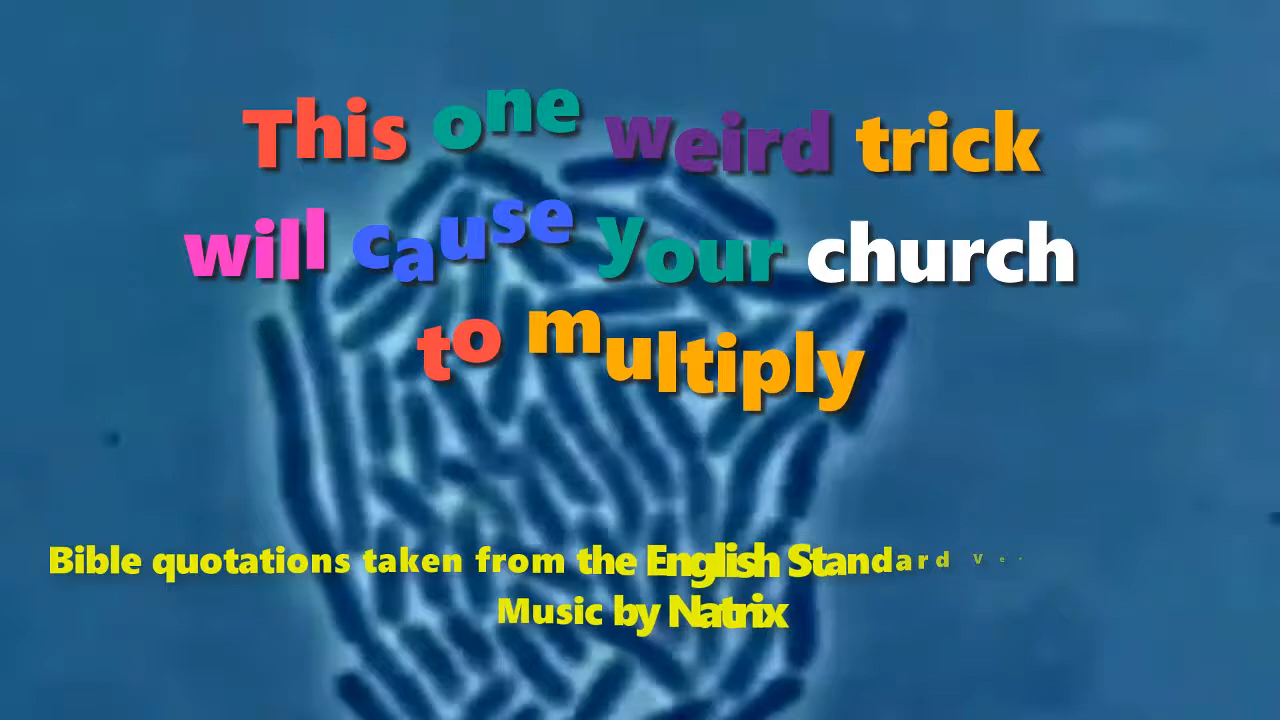 This one weird trick
will cause your church
to multiply
Bible quotations taken from the English Standard Ve
Music by Natrix